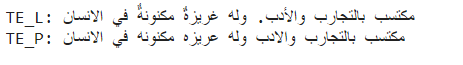 TE_L: مكتسب بالتجارب والأدب. وله غريزةٌ مكنونةٌ في الانسان
TE_P: مكتسب بالتجارب والادب وله عريزه مكنونه في الانسان